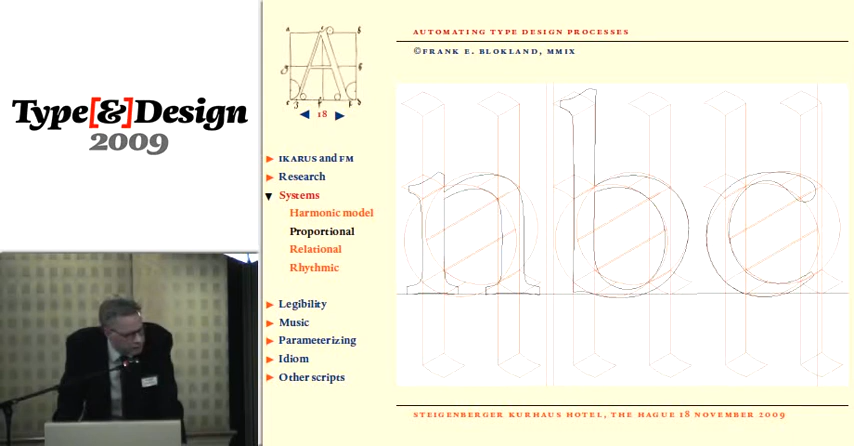 Type[&]Design
2009
AUTOMATING TYPE DESIGN PROCESSES
©FRANK E. BLOKLAND, MMIX
18
IKARUS and FM
Research
Systems
Harmonic model
Proportional
Relational
Rhythmic
Legibility
Music
Parameterizing
Idiom
Other scripts
nbc
STEIGENBERGER KURHAUS HOTEL, THE HAGUE 18 NOVEMBER 2009